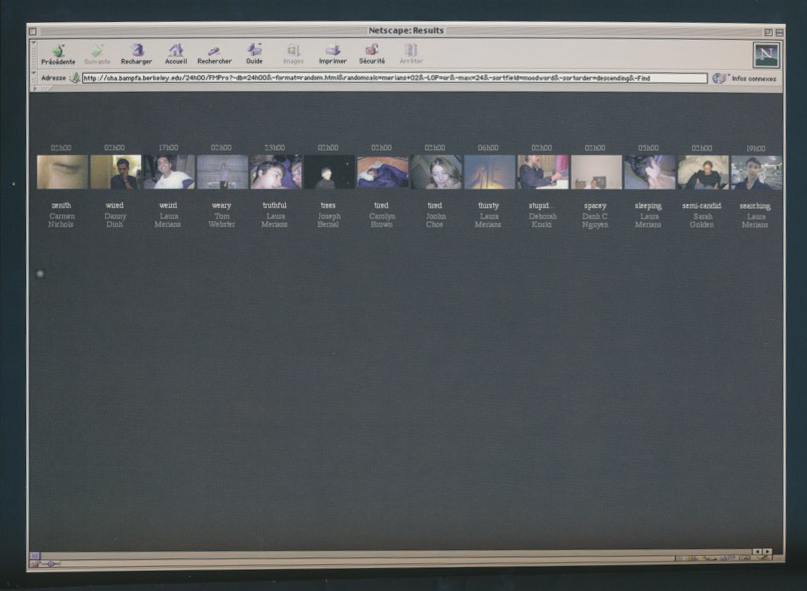 Netscape: Results
Précédente Suivante Recharger Accueil Rechercher Guide Images Imprimer Sécurité Arrêter
N
Adresse : http://cha.bampfa.berkeley.edu/24h00/FMPro?-db=24h00&-format=random.html&randomsalc=merians+02&-LOP=or&-max=24&-sortfield=moodword&-sortorder=descending&-Find Infos connexes
02h00 02h00 17h00 02h00 23h00 02h00 02h00 02h00 06h00 02h00 02h00 05h00 02h00 19h00
zenith wired weird weary truthful trees tired tired thirsty stupid... spacey sleeping semi-candid searching
Carmen Danny Laura Tom Laura Joseph Carolyn Laura Deborah Danh C. Laura Sarah Laura
Nichols Dinh Merians Webster Merians Bernal Brown Choe Merians Koski Nguyen Merians Golden Merians